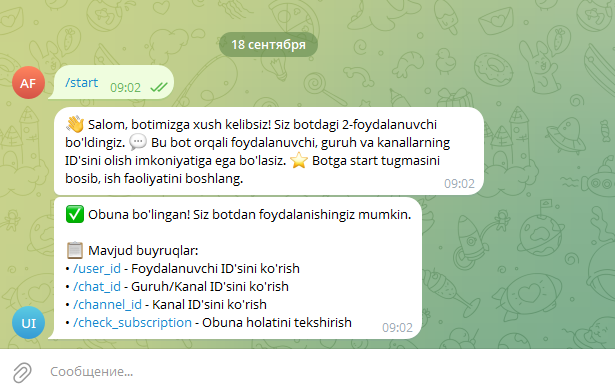 18 сентября
AF
/start
09:02
👋 Salom, botimizga xush kelibsiz! Siz botdagi 2-foydalanuvchi
bo'ldingiz. 💬 Bu bot orqali foydalanuvchi, guruh va kanallarning
ID'sini olish imkoniyatiga ega bo'lasiz. ⭐ Botga start tugmasini
bosib, ish faoliyatini boshlang.
09:02
✅ Obuna bo'lingan! Siz botdan foydalanishingiz mumkin.
📋 Mavjud buyruqlar:
• /user_id - Foydalanuvchi ID'sini ko'rish
• /chat_id - Guruh/Kanal ID'sini ko'rish
• /channel_id - Kanal ID'sini ko'rish
• /check_subscription - Obuna holatini tekshirish
09:02
UI
Сообщение...